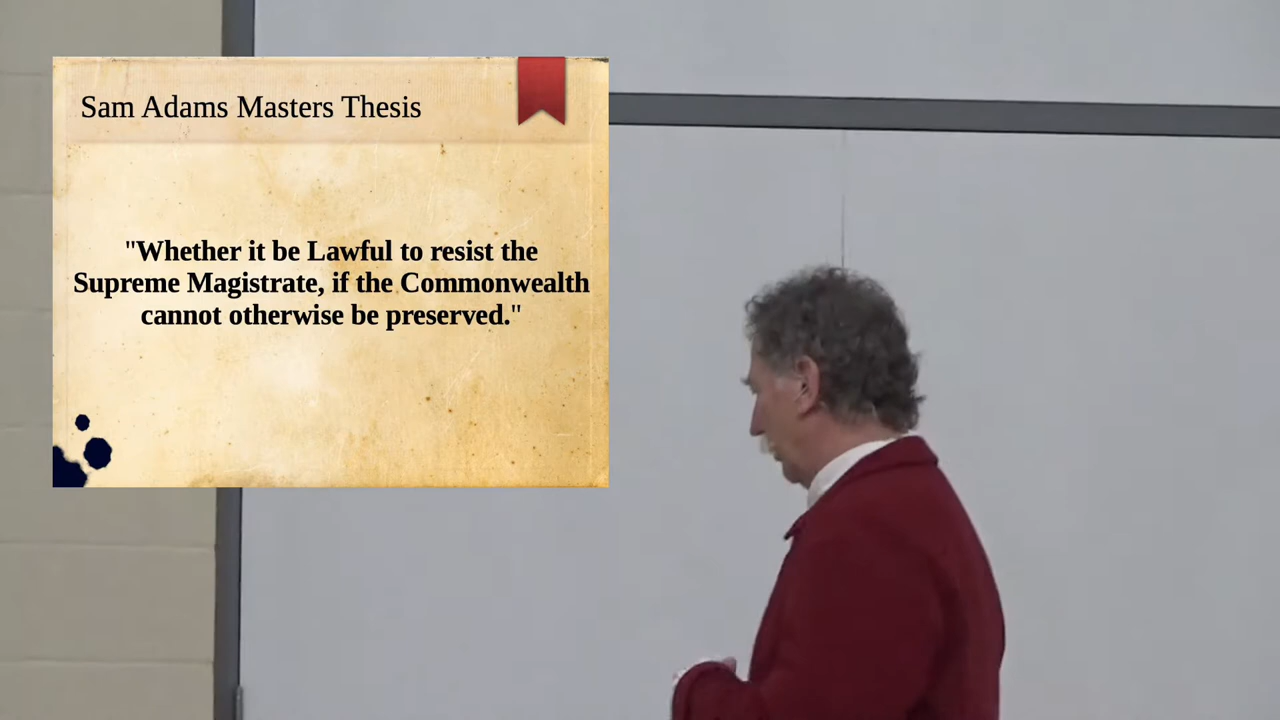 Sam Adams Masters Thesis
"Whether it be Lawful to resist the
Supreme Magistrate, if the Commonwealth
cannot otherwise be preserved."